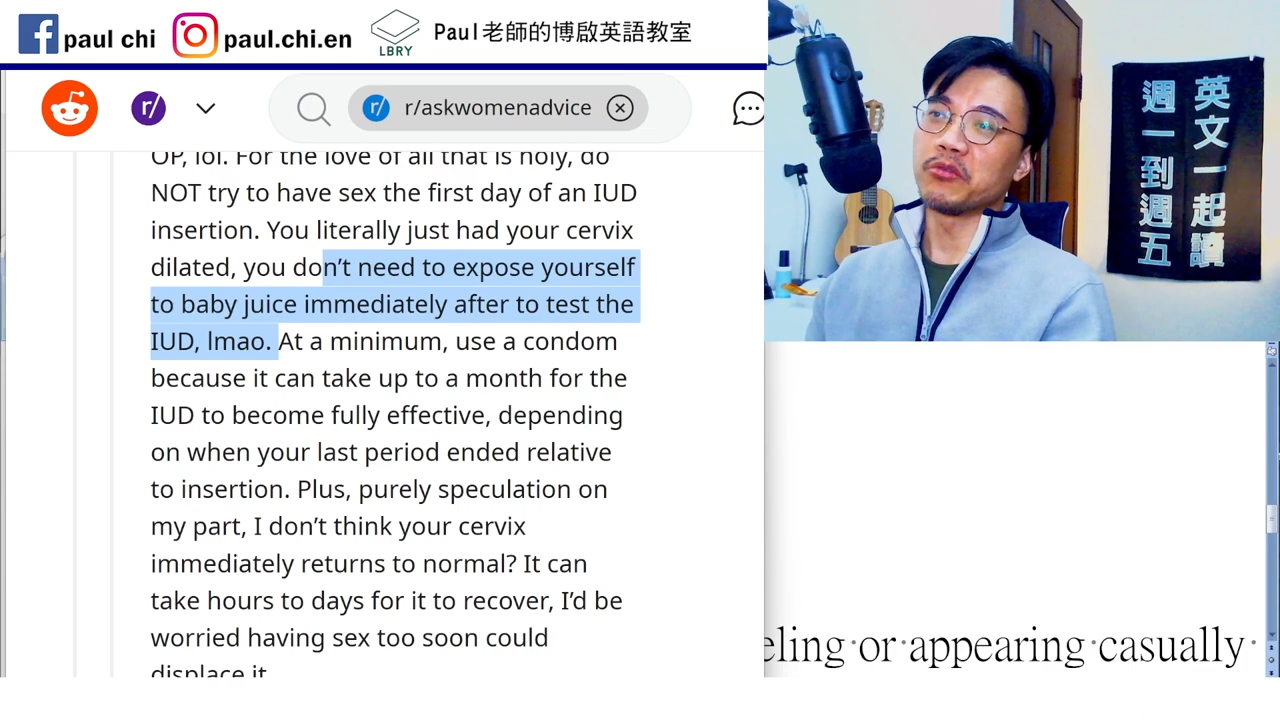 paul chi
paul.chi.en
LBRY
Paul老師的博啟英語教室
r/
r/
r/askwomenadvice
OP, lol. For the love of all that is holy, do
NOT try to have sex the first day of an IUD
insertion. You literally just had your cervix
dilated, you don’t need to expose yourself
to baby juice immediately after to test the
IUD, lmao. At a minimum, use a condom
because it can take up to a month for the
IUD to become fully effective, depending
on when your last period ended relative
to insertion. Plus, purely speculation on
my part, I don’t think your cervix
immediately returns to normal? It can
take hours to days for it to recover, I’d be
worried having sex too soon could
displace it
英文一起讀
週一到週五
eling or appearing casually